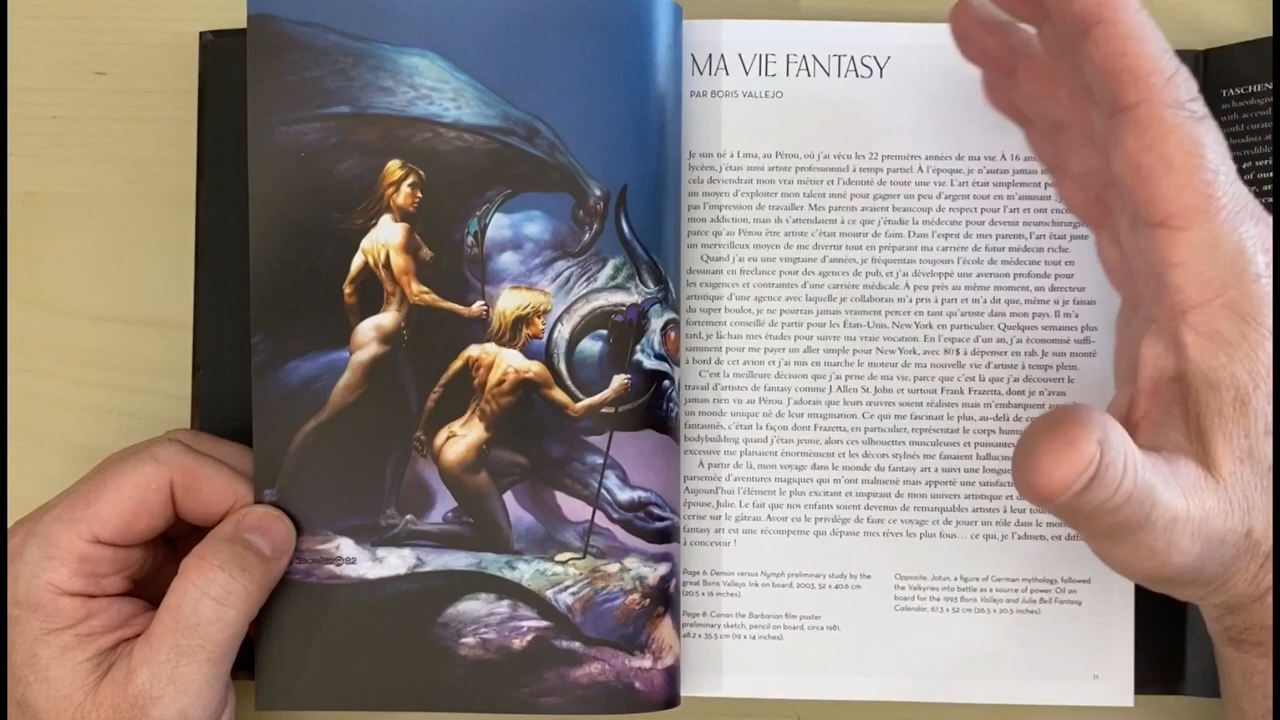 MA VIE FANTASY
PAR BORIS VALLEJO
Je suis né à Lima, au Pérou, où j'ai vécu les 22 premières années de ma vie. À 16 ans,
lycéen, j'étais aussi artiste professionnel à temps partiel. À l'époque, je n'aurais jamais
cela deviendrait mon vrai métier et l'identité de toute une vie. L'art était simplement
un moyen d'exploiter mon talent inné pour gagner un peu d'argent tout en m'amusant
pas l'impression de travailler. Mes parents avaient beaucoup de respect pour l'art et ont
mon addiction, mais ils s'attendaient à ce que j'étudie la médecine pour devenir neurochirurgie
parce qu'au Pérou être artiste c'était mourir de faim. Dans l'esprit de mes parents, l'art était juste
un merveilleux moyen de me divertir tout en préparant ma carrière de futur médecin riche.
Quand j'ai eu une vingtaine d'années, je fréquentais toujours l'école de médecine tout en
dessinant en freelance pour des agences de pub, et j'ai développé une aversion profonde pour
les exigences et contraintes d'une carrière médicale. À peu près au même moment, un directeur
artistique d'une agence avec laquelle je collaborais m'a pris à part et m'a dit que, même si je faisais
du super boulot, je ne pourrais jamais vraiment percer en tant qu'artiste dans mon pays. Il m'a
fortement conseillé de partir pour les États-Unis, New York en particulier. Quelques semaines plus
tard, je lâchais mes études pour suivre ma vraie vocation. En l'espace d'un an, j'ai économisé suffi-
samment pour me payer un aller simple pour New York, avec 80 $ à dépenser en rab. Je suis monté
à bord de cet avion et j'ai mis en marche le moteur de ma nouvelle vie d'artiste à temps plein.
C'est la meilleure décision que j'ai prise de ma vie, parce que c'est là que j'ai découvert le
travail d'artistes de fantasy comme J. Allen St. John et surtout Frank Frazetta, dont je n'avais
jamais rien vu au Pérou. J'adorais que leurs œuvres soient réalistes mais m'embarquent
un monde unique né de leur imagination. Ce qui me fascinait le plus, au-delà de
fantasmés, c'était la façon dont Frazetta, en particulier, représentait le corps
bodybuilding quand j'étais jeune, alors ces silhouettes musculeuses et puissantes
excessive me plaisaient énormément et les décors stylisés me faisaient
À partir de là, mon voyage dans le monde du fantasy art a suivi une longue
parsemée d'aventures magiques qui m'ont malmené mais apporté une
Aujourd'hui l'élément le plus excitant et inspirant de mon univers artistique et
épouse, Julie. Le fait que nos enfants soient devenus de remarquables artistes à leur
cerise sur le gâteau. Avoir eu le privilège de faire ce voyage et de jouer un rôle dans le
fantasy art est une récompense qui dépasse mes rêves les plus fous… ce qui, je l'admets, est
à concevoir !
Page 6: Demon versus Nymph preliminary study by the
great Boris Vallejo. Ink on board, 2003, 52 x 40.6 cm
(20.5 x 16 inches).
Page 8: Conan the Barbarian film poster
preliminary sketch, pencil on board, circa 1981,
48.2 x 35.5 cm (19 x 14 inches).
Opposite: Jotun, a figure of German mythology, followed
the Valkyries into battle as a source of power. Oil on
board for the 1993 Boris Vallejo and Julie Bell Fantasy
Calendar, 67.3 x 52 cm (26.5 x 20.5 inches).
11
TASCHEN
archaeologis
with accessil
world curate